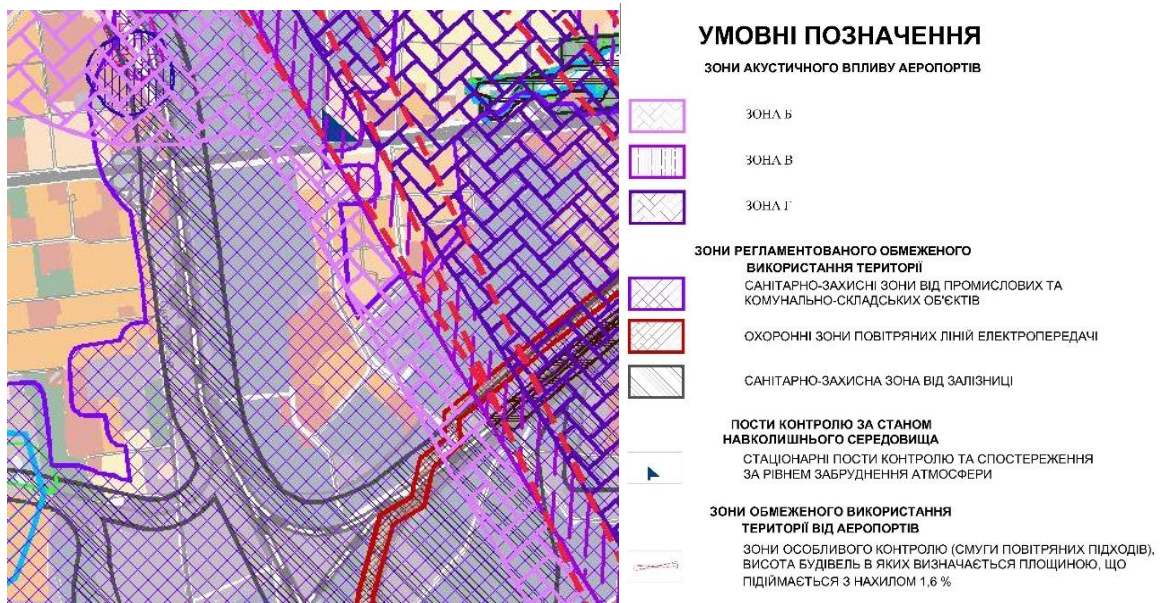 УМОВНІ ПОЗНАЧЕННЯ
ЗОНИ АКУСТИЧНОГО ВПЛИВУ АЕРОПОРТІВ
ЗОНА Б
ЗОНА В
ЗОНА Г
ЗОНИ РЕГЛАМЕНТОВАНОГО ОБМЕЖЕНОГО
ВИКОРИСТАННЯ ТЕРИТОРІЇ
САНІТАРНО-ЗАХИСНІ ЗОНИ ВІД ПРОМИСЛОВИХ ТА
КОМУНАЛЬНО-СКЛАДСЬКИХ ОБ'ЄКТІВ
ОХОРОННІ ЗОНИ ПОВІТРЯНИХ ЛІНІЙ ЕЛЕКТРОПЕРЕДАЧІ
САНІТАРНО-ЗАХИСНА ЗОНА ВІД ЗАЛІЗНИЦІ
ПОСТИ КОНТРОЛЮ ЗА СТАНОМ
НАВКОЛИШНЬОГО СЕРЕДОВИЩА
СТАЦІОНАРНІ ПОСТИ КОНТРОЛЮ ТА СПОСТЕРЕЖЕННЯ
ЗА РІВНЕМ ЗАБРУДНЕННЯ АТМОСФЕРИ
ЗОНИ ОБМЕЖЕНОГО ВИКОРИСТАННЯ
ТЕРИТОРІЇ ВІД АЕРОПОРТІВ
ЗОНИ ОСОБЛИВОГО КОНТРОЛЮ (СМУГИ ПОВІТРЯНИХ ПІДХОДІВ),
ВИСОТА БУДІВЕЛЬ В ЯКИХ ВИЗНАЧАЄТЬСЯ ПЛОЩИНОЮ, ЩО
ПІДІЙМАЄТЬСЯ З НАХИЛОМ 1,6 %